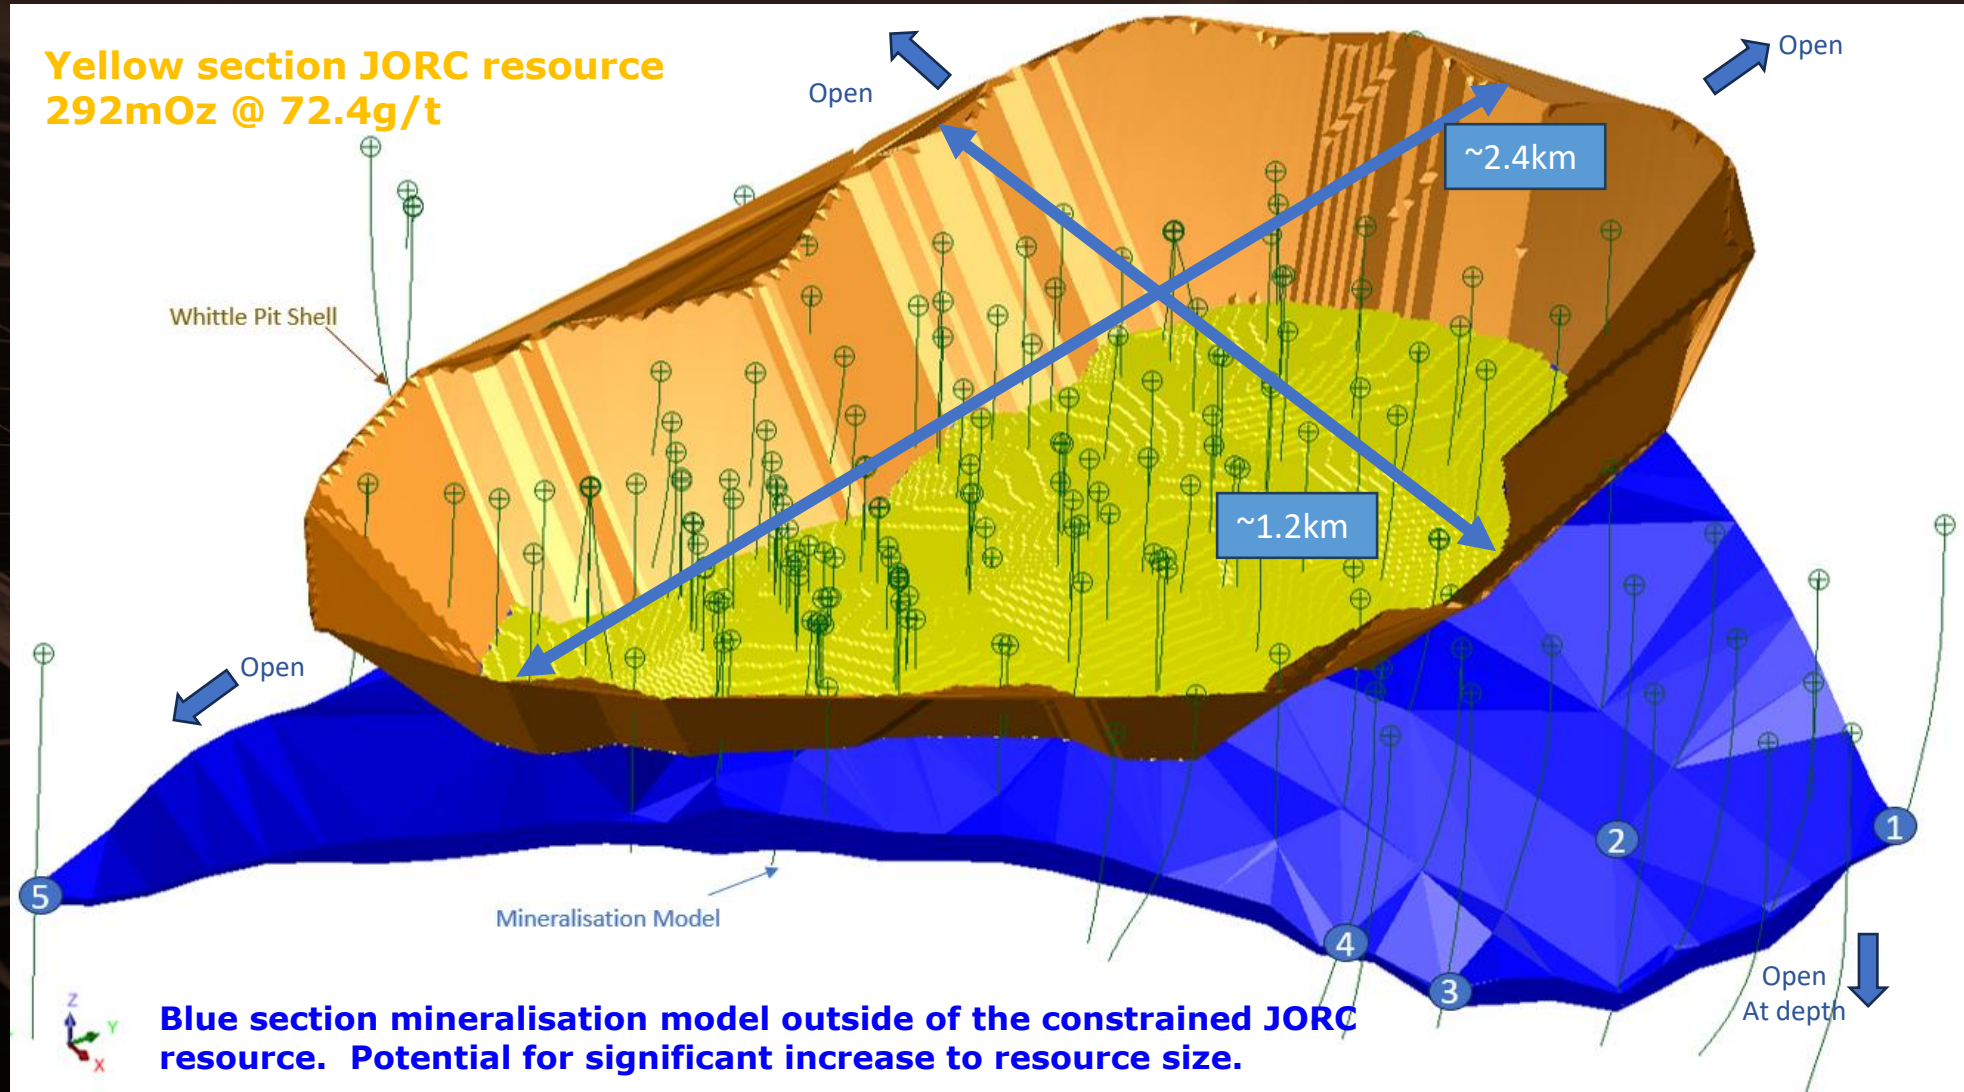 Yellow section JORC resource
292mOz @ 72.4g/t
Open
Open
~2.4km
Whittle Pit Shell
~1.2km
Open
1
2
5
Mineralisation Model
4
3
Open
At depth
Z
Y
X
Blue section mineralisation model outside of the constrained JORC
resource.  Potential for significant increase to resource size.